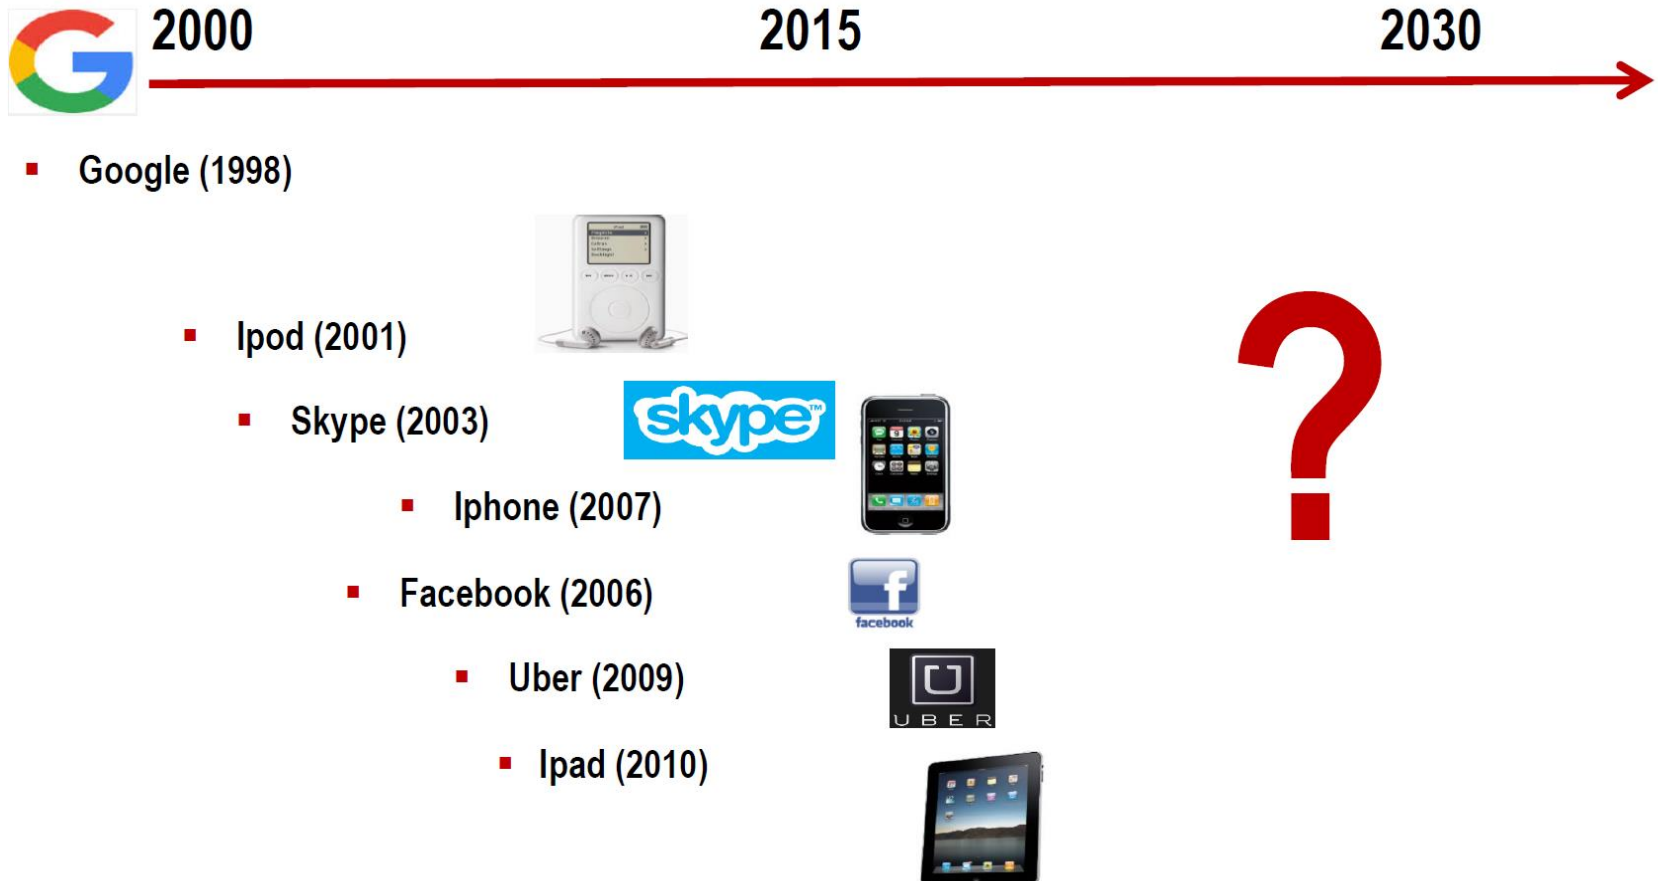 2000 2015 2030
Google (1998)
Ipod (2001)
Skype (2003)
skype™
Iphone (2007)
Facebook (2006)
f
facebook
Uber (2009)
U
UBER
Ipad (2010)
?